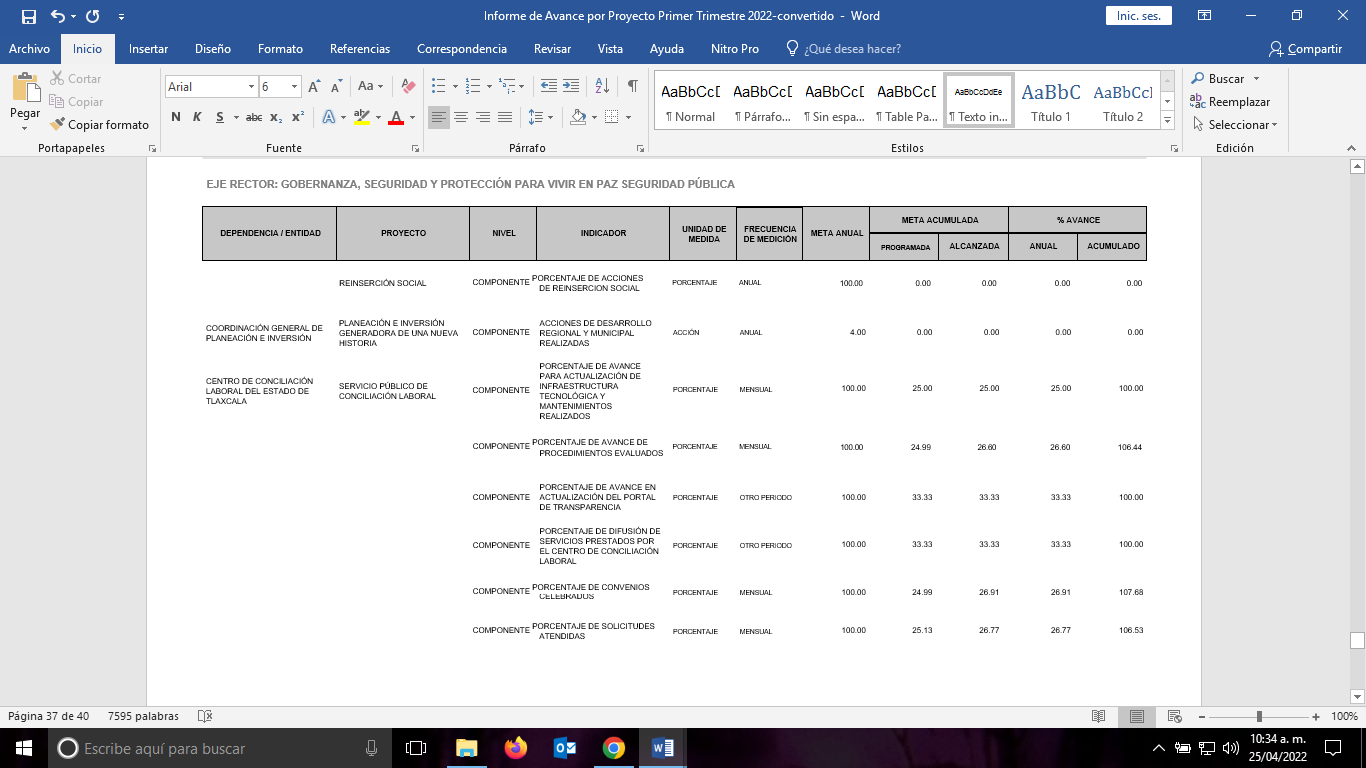 Informe de Avance por Proyecto Primer Trimestre 2022-convertido - Word
Inic. ses.
Archivo Inicio Insertar Diseño Formato Referencias Correspondencia Revisar Vista Ayuda Nitro Pro ¿Qué desea hacer? Compartir
Pegar
Cortar
Copiar
Copiar formato
Portapapeles
Arial 6
N K S abc x₂ x²
Fuente
Párrafo
AaBbCcD AaBbCcD AaBbCcD AaBbCcD AaBbCcDdEe AaBbC AaBbCcI
¶ Normal ¶ Párrafo... ¶ Sin espa... ¶ Table Pa... ¶ Texto in... Título 1 Título 2
Estilos
Buscar
Reemplazar
Seleccionar
Edición
EJE RECTOR: GOBERNANZA, SEGURIDAD Y PROTECCIÓN PARA VIVIR EN PAZ SEGURIDAD PÚBLICA
DEPENDENCIA / ENTIDAD
PROYECTO
NIVEL
INDICADOR
UNIDAD DE
MEDIDA
FRECUENCIA
DE MEDICIÓN
META ANUAL
META ACUMULADA
PROGRAMADA ALCANZADA
% AVANCE
ANUAL ACUMULADO
REINSERCIÓN SOCIAL
COMPONENTE
PORCENTAJE DE ACCIONES
DE REINSERCION SOCIAL
PORCENTAJE ANUAL 100.00 0.00 0.00 0.00 0.00
COORDINACIÓN GENERAL DE
PLANEACIÓN E INVERSIÓN
PLANEACIÓN E INVERSIÓN
GENERADORA DE UNA NUEVA
HISTORIA
COMPONENTE
ACCIONES DE DESARROLLO
REGIONAL Y MUNICIPAL
REALIZADAS
ACCIÓN ANUAL 4.00 0.00 0.00 0.00 0.00
CENTRO DE CONCILIACIÓN
LABORAL DEL ESTADO DE
TLAXCALA
SERVICIO PÚBLICO DE
CONCILIACIÓN LABORAL
COMPONENTE
PORCENTAJE DE AVANCE
PARA ACTUALIZACIÓN DE
INFRAESTRUCTURA
TECNOLÓGICA Y
MANTENIMIENTOS
REALIZADOS
PORCENTAJE MENSUAL 100.00 25.00 25.00 25.00 100.00
COMPONENTE
PORCENTAJE DE AVANCE DE
PROCEDIMIENTOS EVALUADOS
PORCENTAJE MENSUAL 100.00 24.99 26.60 26.60 106.44
COMPONENTE
PORCENTAJE DE AVANCE EN
ACTUALIZACIÓN DEL PORTAL
DE TRANSPARENCIA
PORCENTAJE OTRO PERIODO 100.00 33.33 33.33 33.33 100.00
COMPONENTE
PORCENTAJE DE DIFUSIÓN DE
SERVICIOS PRESTADOS POR
EL CENTRO DE CONCILIACIÓN
LABORAL
PORCENTAJE OTRO PERIODO 100.00 33.33 33.33 33.33 100.00
COMPONENTE
PORCENTAJE DE CONVENIOS
CELEBRADOS
PORCENTAJE MENSUAL 100.00 24.99 26.91 26.91 107.68
COMPONENTE
PORCENTAJE DE SOLICITUDES
ATENDIDAS
PORCENTAJE MENSUAL 100.00 25.13 26.77 26.77 106.53
Página 37 de 40 7595 palabras 100%
Escribe aquí para buscar
10:34 a. m.
25/04/2022